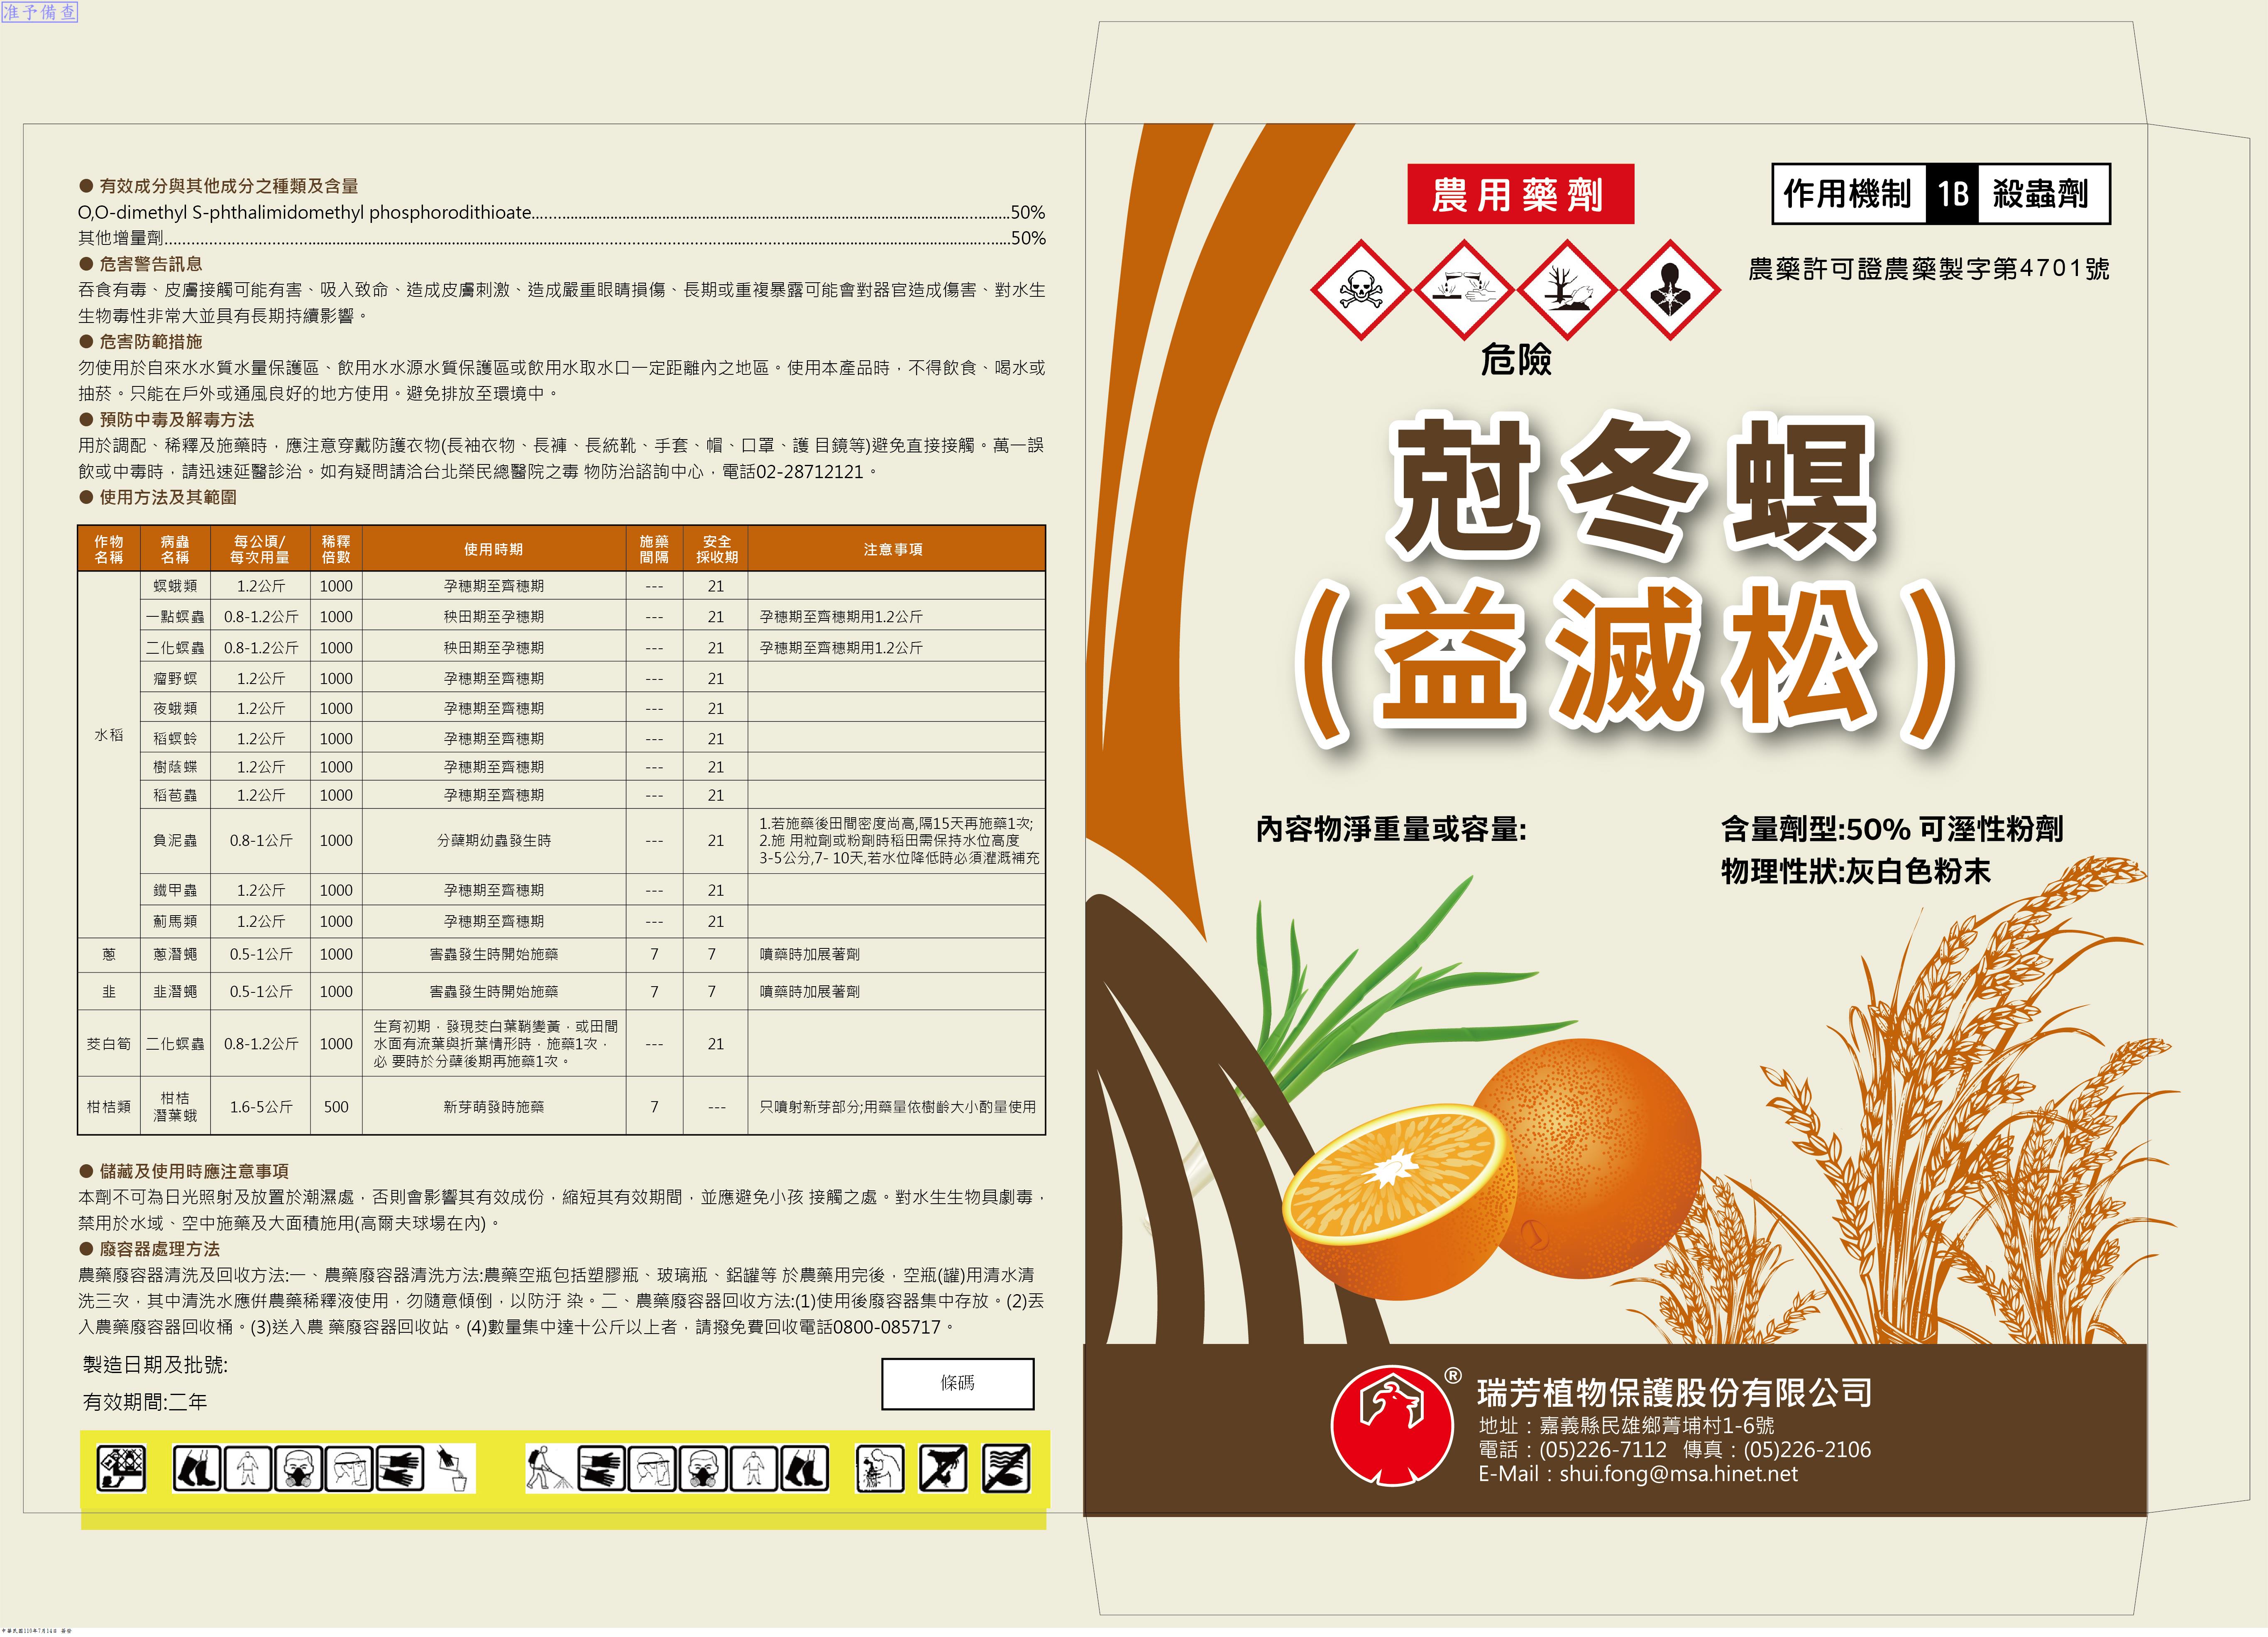 准予備查
● 有效成分與其他成分之種類及含量
O,O-dimethyl S-phthalimidomethyl phosphorodithioate........50%
其他增量劑........50%
● 危害警告訊息
吞食有毒、皮膚接觸可能有害、吸入致命、造成皮膚刺激、造成嚴重眼睛損傷、長期或重複暴露可能會對器官造成傷害、對水生
生物毒性非常大並具有長期持續影響。
● 危害防範措施
勿使用於自來水水質水量保護區、飲用水水源水質保護區或飲用水取水口一定距離內之地區。使用本產品時，不得飲食、喝水或
抽菸。只能在戶外或通風良好的地方使用。避免排放至環境中。
● 預防中毒及解毒方法
用於調配、稀釋及施藥時，應注意穿戴防護衣物(長袖衣物、長褲、長統靴、手套、帽、口罩、護 目鏡等)避免直接接觸。萬一誤
飲或中毒時，請迅速延醫診治。如有疑問請洽台北榮民總醫院之毒 物防治諮詢中心，電話02-28712121。
● 使用方法及其範圍
作物名稱 病蟲名稱 每公頃/每次用量 稀釋倍數 使用時期 施藥間隔 安全採收期 注意事項
水稻 螟蛾類 1.2公斤 1000 孕穗期至齊穗期 --- 21
一點螟蟲 0.8-1.2公斤 1000 秧田期至孕穗期 --- 21 孕穗期至齊穗期用1.2公斤
二化螟蟲 0.8-1.2公斤 1000 秧田期至孕穗期 --- 21 孕穗期至齊穗期用1.2公斤
瘤野螟 1.2公斤 1000 孕穗期至齊穗期 --- 21
夜蛾類 1.2公斤 1000 孕穗期至齊穗期 --- 21
稻螟蛉 1.2公斤 1000 孕穗期至齊穗期 --- 21
樹蔭蝶 1.2公斤 1000 孕穗期至齊穗期 --- 21
稻苞蟲 1.2公斤 1000 孕穗期至齊穗期 --- 21
負泥蟲 0.8-1公斤 1000 分蘗期幼蟲發生時 --- 21 1.若施藥後田間密度尚高,隔15天再施藥1次;
2.施 用粒劑或粉劑時稻田需保持水位高度
3-5公分,7- 10天,若水位降低時必須灌溉補充
鐵甲蟲 1.2公斤 1000 孕穗期至齊穗期 --- 21
薊馬類 1.2公斤 1000 孕穗期至齊穗期 --- 21
蔥 蔥潛蠅 0.5-1公斤 1000 害蟲發生時開始施藥 7 7 噴藥時加展著劑
韭 韭潛蠅 0.5-1公斤 1000 害蟲發生時開始施藥 7 7 噴藥時加展著劑
茭白筍 二化螟蟲 0.8-1.2公斤 1000 生育初期，發現茭白葉鞘變黃，或田間
水面有流葉與折葉情形時，施藥1次，
必 要時於分蘗後期再施藥1次。 --- 21
柑桔類 柑桔潛葉蛾 1.6-5公斤 500 新芽萌發時施藥 7 --- 只噴射新芽部分;用藥量依樹齡大小酌量使用
● 儲藏及使用時應注意事項
本劑不可為日光照射及放置於潮濕處，否則會影響其有效成份，縮短其有效期間，並應避免小孩 接觸之處。對水生生物具劇毒，
禁用於水域、空中施藥及大面積施用(高爾夫球場在內)。
● 廢容器處理方法
農藥廢容器清洗及回收方法:一、農藥廢容器清洗方法:農藥空瓶包括塑膠瓶、玻璃瓶、鋁罐等 於農藥用完後，空瓶(罐)用清水清
洗三次，其中清洗水應併農藥稀釋液使用，勿隨意傾倒，以防汙 染。二、農藥廢容器回收方法:(1)使用後廢容器集中存放。(2)丟
入農藥廢容器回收桶。(3)送入農 藥廢容器回收站。(4)數量集中達十公斤以上者，請撥免費回收電話0800-085717。
製造日期及批號:
有效期間:二年
條碼
農用藥劑
作用機制 1B 殺蟲劑
農藥許可證農藥製字第4701號
危險
尅冬螟
(益滅松)
內容物淨重量或容量:
含量劑型:50% 可溼性粉劑
物理性狀:灰白色粉末
®
瑞芳植物保護股份有限公司
地址：嘉義縣民雄鄉菁埔村1-6號
電話：(05)226-7112 傳真：(05)226-2106
E-Mail：shui.fong@msa.hinet.net